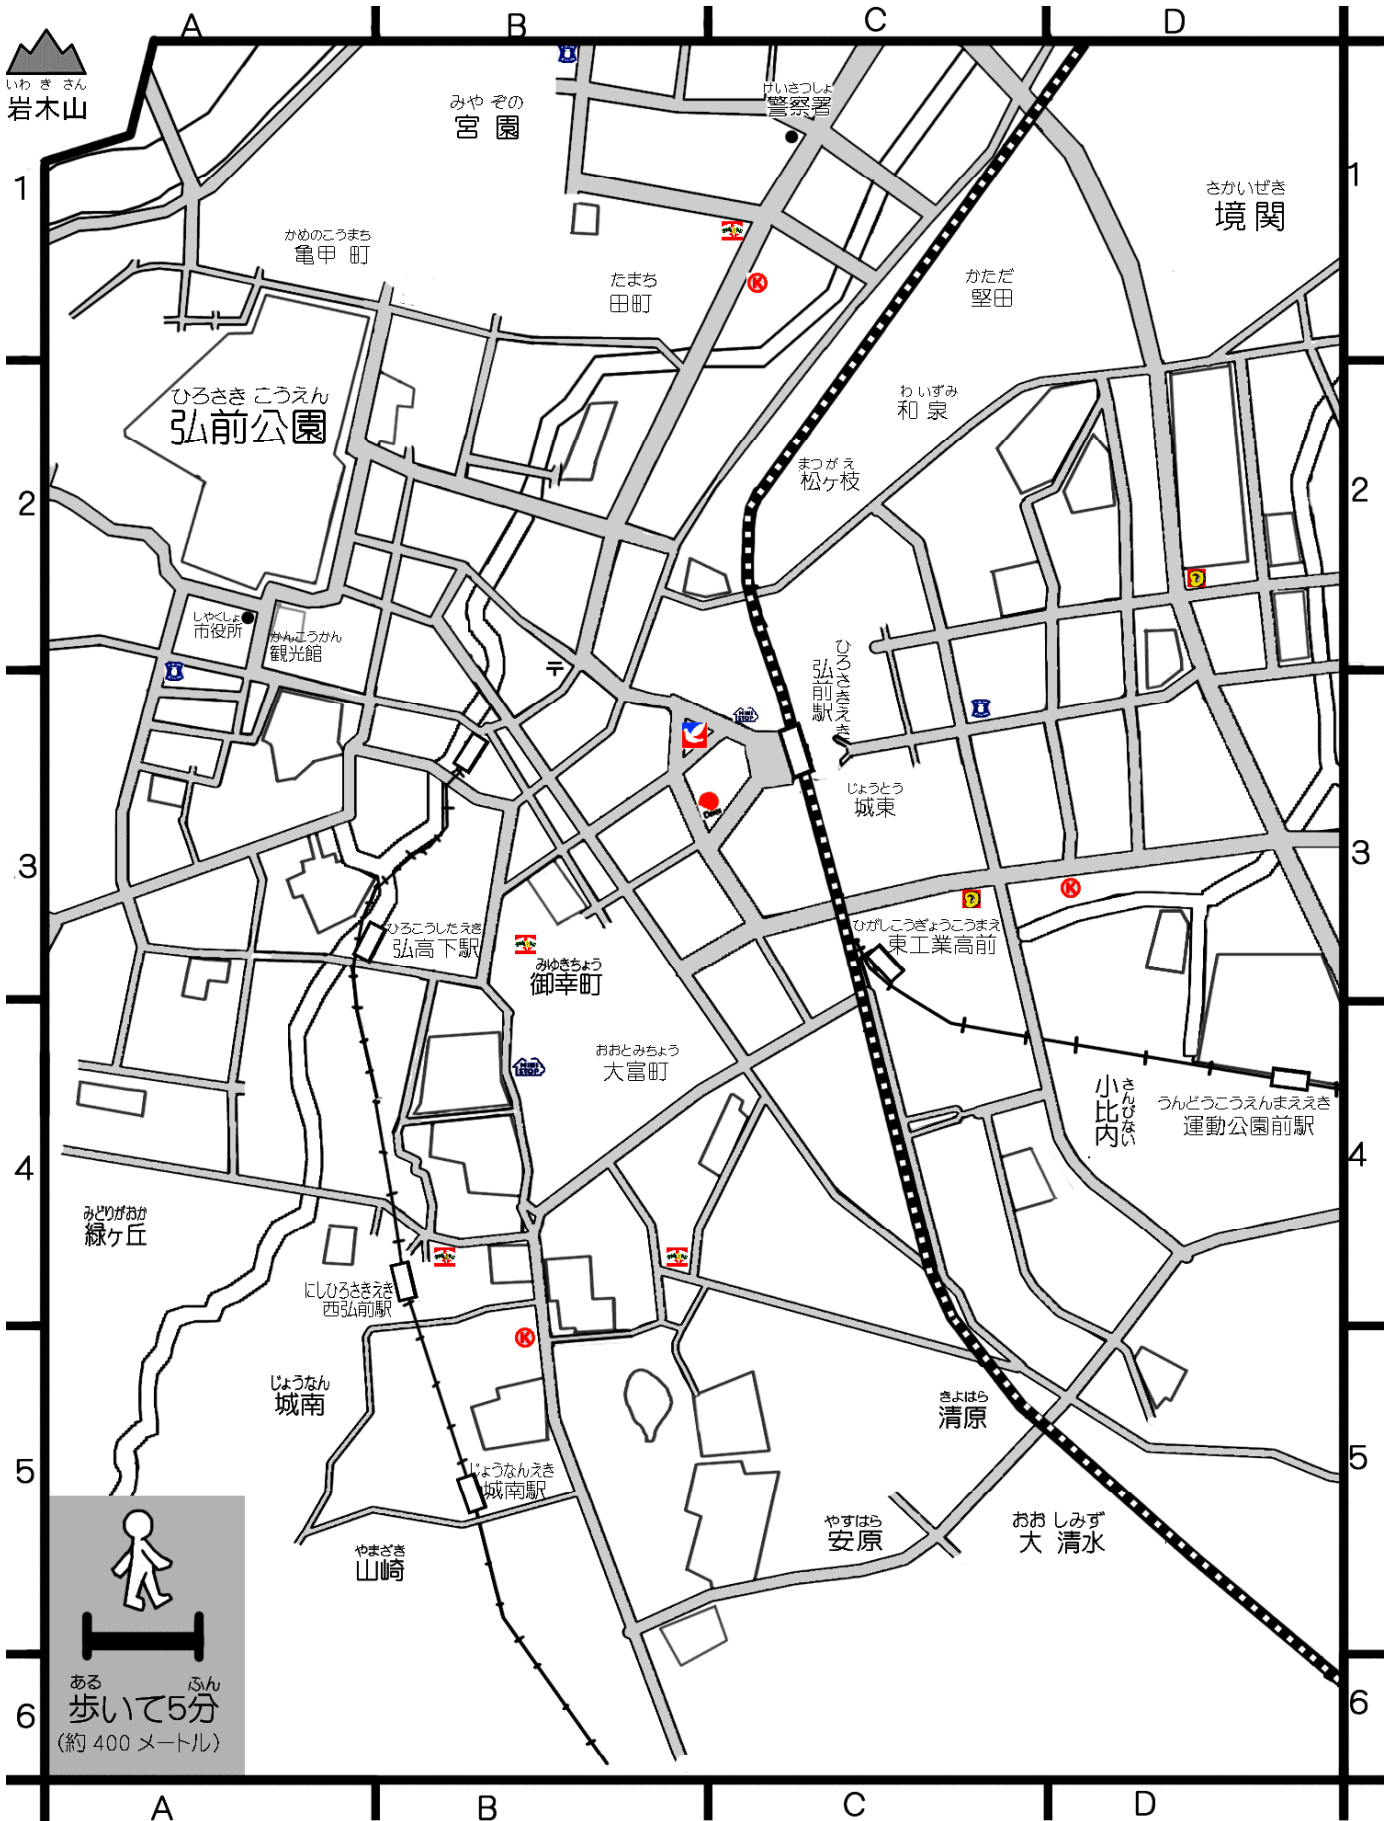 A
B
C
D
いわ き さん
岩木山
みや ぞの
宮 園
けいさつしょ
警察署
1
1
さかいぜき
境関
かめのこうまち
亀甲 町
たまち
田町
かただ
堅田
K
ひろさき こうえん
弘前公園
わ いずみ
和 泉
まつが え
松ヶ枝
2
2
?
しやくしょ
市役所
かんこうかん
観光館
〒
ひろさきえき
弘前駅
MINI
STOP
じょうとう
城東
3
3
K
?
ひろこうしたえき
弘高下駅
ひがしこうぎょうこうまえ
東工業高前
みゆきちょう
御幸町
おおとみちょう
大富町
MINI
STOP
さんぴない
小比内
うんどうこうえんまええき
運動公園前駅
4
4
みどりがおか
緑ヶ丘
にしひろさきえき
西弘前駅
K
じょうなん
城南
きよはら
清原
5
5
じょうなんえき
城南駅
やすはら
安原
おお しみず
大 清水
やまざき
山崎
ある ふん
歩いて5分
(約 400 メートル)
6
6
A
B
C
D